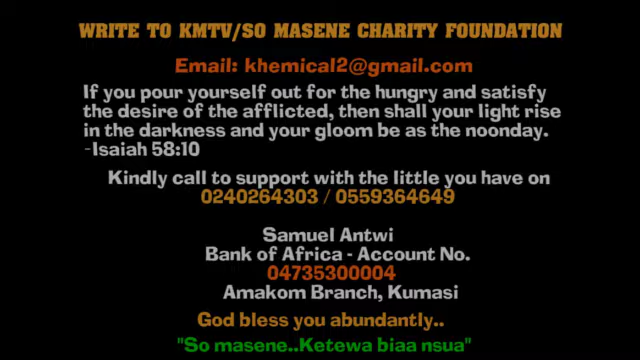 WRITE TO KMTV/SO MASENE CHARITY FOUNDATION
Email: khemical2@gmail.com
If you pour yourself out for the hungry and satisfy
the desire of the afflicted, then shall your light rise
in the darkness and your gloom be as the noonday.
-Isaiah 58:10
Kindly call to support with the little you have on
0240264303 / 0559364649
Samuel Antwi
Bank of Africa - Account No.
04735300004
Amakom Branch, Kumasi
God bless you abundantly..
"So masene..Ketewa biaa nsua"